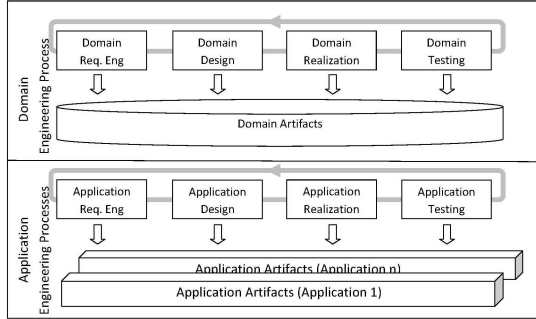 Domain
Engineering Process
Domain
Req. Eng
Domain
Design
Domain
Realization
Domain
Testing
Domain Artifacts
Application
Engineering Processes
Application
Req. Eng
Application
Design
Application
Realization
Application
Testing
Application Artifacts (Application n)
Application Artifacts (Application 1)